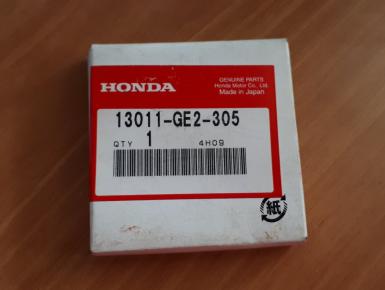 HONDA
GENUINE PARTS
Honda Motor Co., Ltd.
Made in Japan
13011-GE2-305
QTY 1 4H09
紙